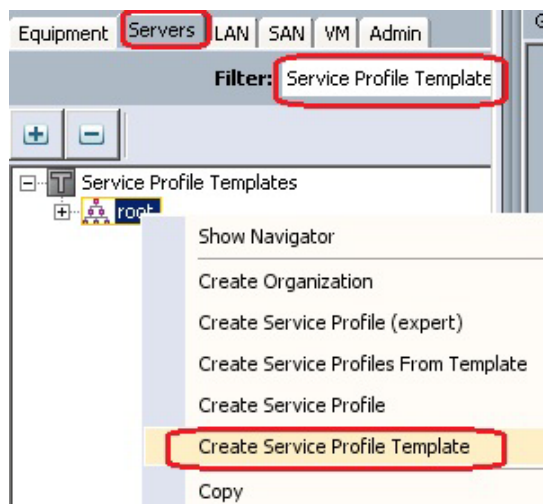 Equipment Servers LAN SAN VM Admin
Filter: Service Profile Template
Service Profile Templates
root
Show Navigator
Create Organization
Create Service Profile (expert)
Create Service Profiles From Template
Create Service Profile
Create Service Profile Template
Copy